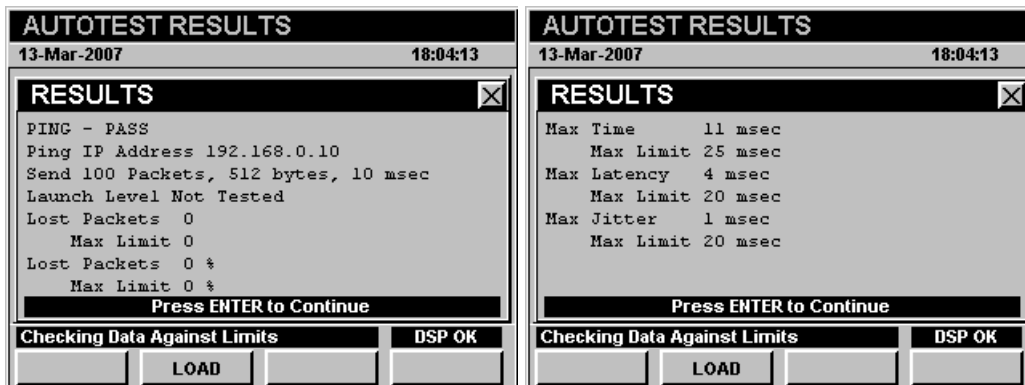 AUTOTEST RESULTS
13-Mar-2007 18:04:13
RESULTS
PING - PASS
Ping IP Address 192.168.0.10
Send 100 Packets, 512 bytes, 10 msec
Launch Level Not Tested
Lost Packets 0
Max Limit 0
Lost Packets 0 %
Max Limit 0 %
Press ENTER to Continue
Checking Data Against Limits DSP OK
LOAD
AUTOTEST RESULTS
13-Mar-2007 18:04:13
RESULTS
Max Time 11 msec
Max Limit 25 msec
Max Latency 4 msec
Max Limit 20 msec
Max Jitter 1 msec
Max Limit 20 msec
Press ENTER to Continue
Checking Data Against Limits DSP OK
LOAD